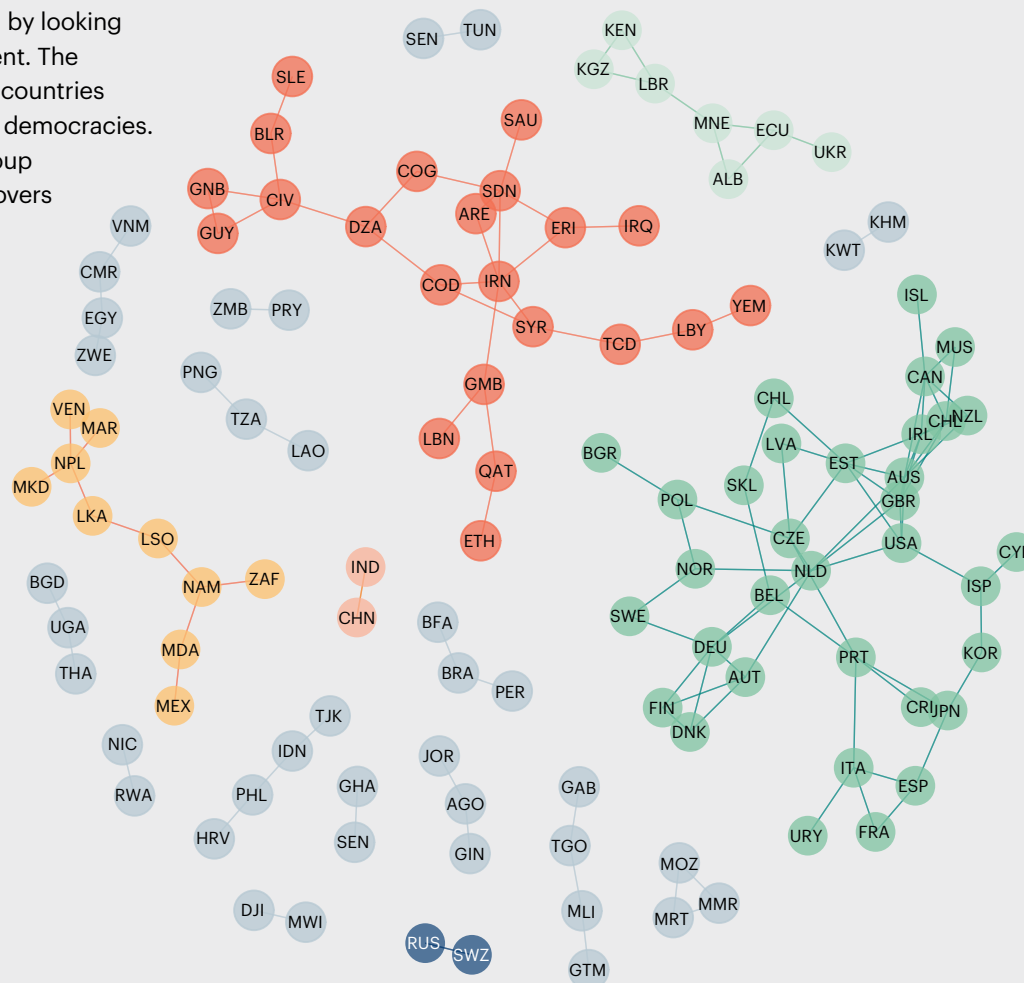 by looking
ent. The
countries
democracies.
oup
overs
SEN
TUN
KEN
KGZ
LBR
MNE
ECU
UKR
ALB
SLE
BLR
GNB
CIV
GUY
SAU
COG
SDN
ARE
DZA
ERI
IRQ
COD
IRN
SYR
TCD
LBY
YEM
GMB
LBN
QAT
ETH
VNM
CMR
EGY
ZWE
ZMB
PRY
KHM
KWT
PNG
TZA
LAO
VEN
MAR
NPL
MKD
LKA
LSO
NAM
ZAF
MDA
MEX
ISL
MUS
CAN
CHL
NZL
IRL
CHL
LVA
EST
AUS
GBR
BGR
SKL
POL
CZE
USA
NLD
NOR
BEL
ISP
SWE
DEU
PRT
KOR
AUT
FIN
DNK
CRI
JPN
ITA
ESP
URY
FRA
IND
CHN
BGD
UGA
THA
BFA
BRA
PER
NIC
RWA
TJK
IDN
PHL
HRV
GHA
SEN
JOR
AGO
GIN
GAB
TGO
MLI
GTM
MOZ
MMR
MRT
DJI
MWI
RUS
SWZ